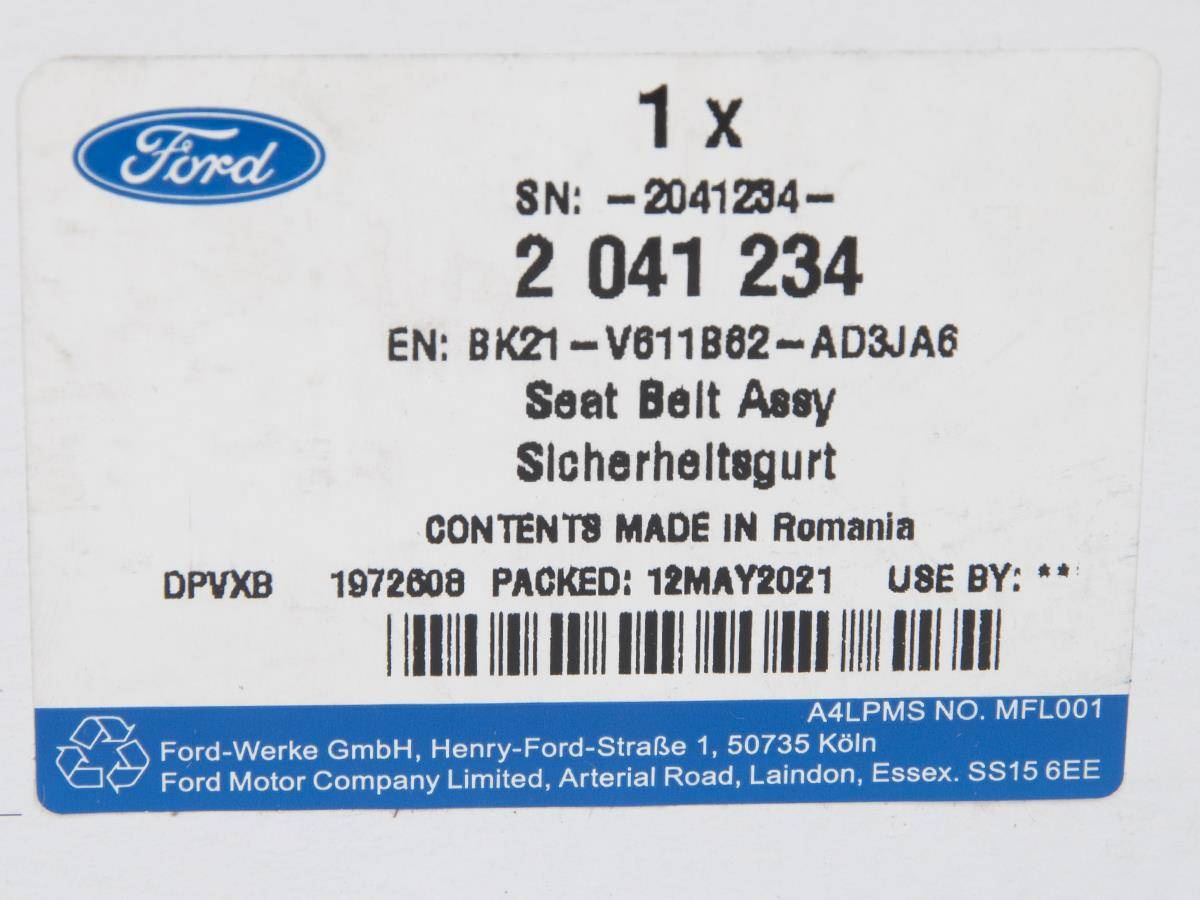 Ford
1 x
SN: -2041234-
2 041 234
EN: BK21-V611B62-AD3JA6
Seat Belt Assy
Sicherheitsgurt
CONTENTS MADE IN Romania
DPVXB 1972608 PACKED: 12MAY2021 USE BY: **
A4LPMS NO. MFL001
Ford-Werke GmbH, Henry-Ford-Straße 1, 50735 Köln
Ford Motor Company Limited, Arterial Road, Laindon, Essex. SS15 6EE